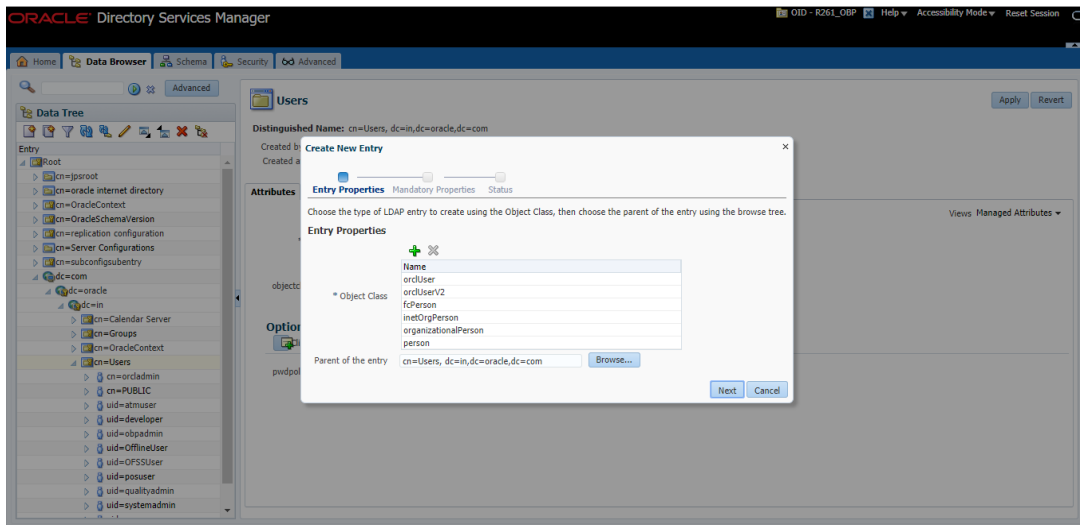 ORACLE Directory Services Manager
OID - R261_OBP Help Accessibility Mode Reset Session
Home Data Browser Schema Security Advanced
Advanced
Data Tree
Entry
Root
cn=jpsroot
cn=oracle internet directory
cn=OracleContext
cn=OracleSchemaVersion
cn=replication configuration
cn=Server Configurations
cn=subconfigsubentry
dc=com
dc=oracle
dc=in
cn=Calendar Server
cn=Groups
cn=OracleContext
cn=Users
cn=orcladmin
cn=PUBLIC
uid=atmuser
uid=developer
uid=obpadmin
uid=OfflineUser
uid=OFSSUser
uid=posuser
uid=qualityadmin
uid=systemadmin
Users
Apply Revert
Distinguished Name: cn=Users, dc=in,dc=oracle,dc=com
Created b
Created a
Attributes
Views Managed Attributes
objectc
Option
pwdpol
Create New Entry
Entry Properties Mandatory Properties Status
Choose the type of LDAP entry to create using the Object Class, then choose the parent of the entry using the browse tree.
Entry Properties
* Object Class
Name
orclUser
orclUserV2
fcPerson
inetOrgPerson
organizationalPerson
person
Parent of the entry cn=Users, dc=in,dc=oracle,dc=com Browse...
Next Cancel